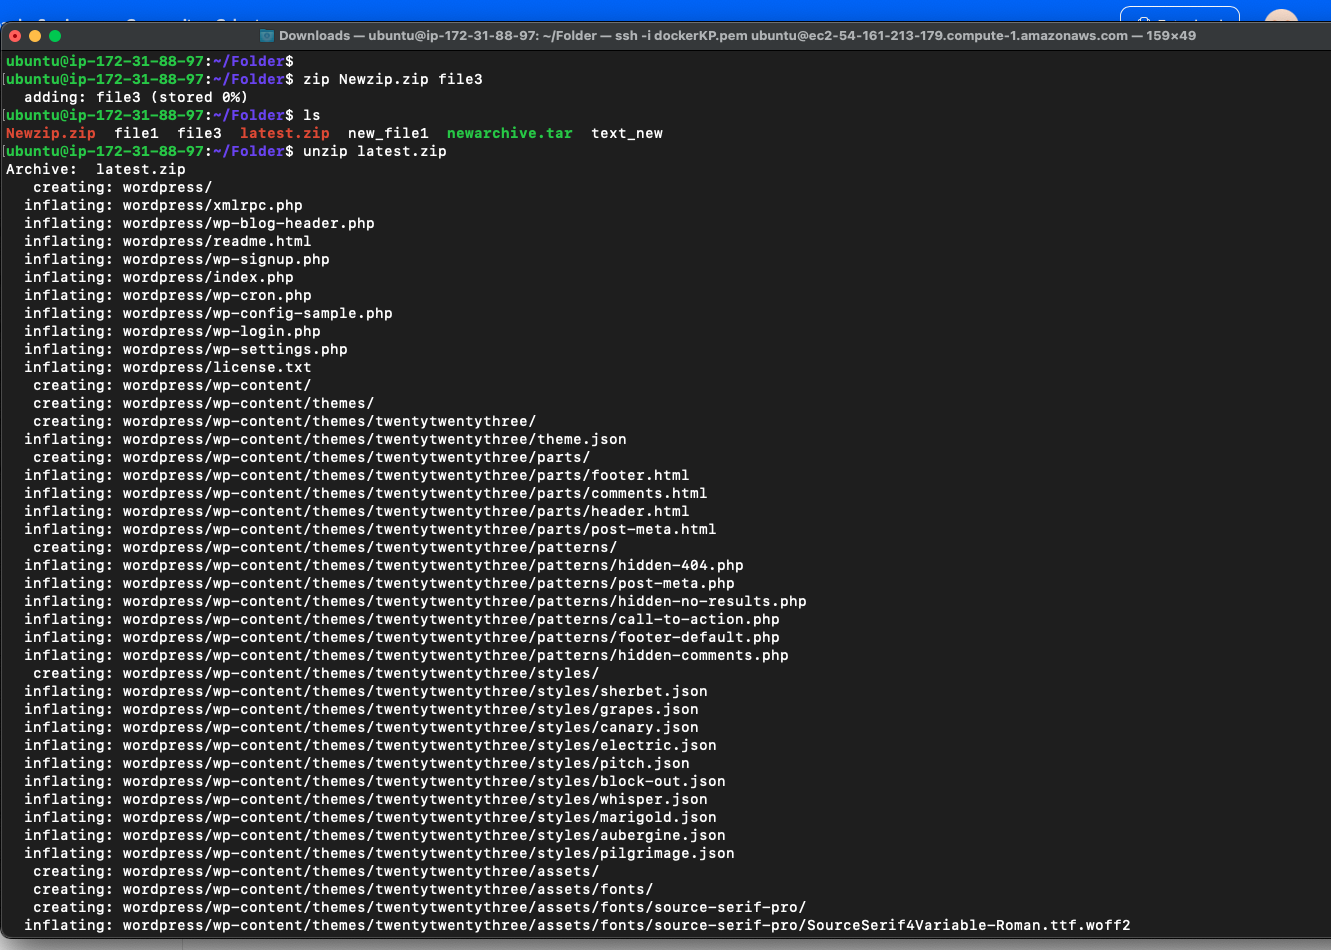 Downloads — ubuntu@ip-172-31-88-97: ~/Folder — ssh -i dockerKP.pem ubuntu@ec2-54-161-213-179.compute-1.amazonaws.com — 159×49
ubuntu@ip-172-31-88-97:~/Folder$
[ubuntu@ip-172-31-88-97:~/Folder$ zip Newzip.zip file3
  adding: file3 (stored 0%)
[ubuntu@ip-172-31-88-97:~/Folder$ ls
Newzip.zip  file1  file3  latest.zip  new_file1  newarchive.tar  text_new
[ubuntu@ip-172-31-88-97:~/Folder$ unzip latest.zip
Archive:  latest.zip
   creating: wordpress/
  inflating: wordpress/xmlrpc.php
  inflating: wordpress/wp-blog-header.php
  inflating: wordpress/readme.html
  inflating: wordpress/wp-signup.php
  inflating: wordpress/index.php
  inflating: wordpress/wp-cron.php
  inflating: wordpress/wp-config-sample.php
  inflating: wordpress/wp-login.php
  inflating: wordpress/wp-settings.php
  inflating: wordpress/license.txt
   creating: wordpress/wp-content/
   creating: wordpress/wp-content/themes/
   creating: wordpress/wp-content/themes/twentytwentythree/
  inflating: wordpress/wp-content/themes/twentytwentythree/theme.json
   creating: wordpress/wp-content/themes/twentytwentythree/parts/
  inflating: wordpress/wp-content/themes/twentytwentythree/parts/footer.html
  inflating: wordpress/wp-content/themes/twentytwentythree/parts/comments.html
  inflating: wordpress/wp-content/themes/twentytwentythree/parts/header.html
  inflating: wordpress/wp-content/themes/twentytwentythree/parts/post-meta.html
   creating: wordpress/wp-content/themes/twentytwentythree/patterns/
  inflating: wordpress/wp-content/themes/twentytwentythree/patterns/hidden-404.php
  inflating: wordpress/wp-content/themes/twentytwentythree/patterns/post-meta.php
  inflating: wordpress/wp-content/themes/twentytwentythree/patterns/hidden-no-results.php
  inflating: wordpress/wp-content/themes/twentytwentythree/patterns/call-to-action.php
  inflating: wordpress/wp-content/themes/twentytwentythree/patterns/footer-default.php
  inflating: wordpress/wp-content/themes/twentytwentythree/patterns/hidden-comments.php
   creating: wordpress/wp-content/themes/twentytwentythree/styles/
  inflating: wordpress/wp-content/themes/twentytwentythree/styles/sherbet.json
  inflating: wordpress/wp-content/themes/twentytwentythree/styles/grapes.json
  inflating: wordpress/wp-content/themes/twentytwentythree/styles/canary.json
  inflating: wordpress/wp-content/themes/twentytwentythree/styles/electric.json
  inflating: wordpress/wp-content/themes/twentytwentythree/styles/pitch.json
  inflating: wordpress/wp-content/themes/twentytwentythree/styles/block-out.json
  inflating: wordpress/wp-content/themes/twentytwentythree/styles/whisper.json
  inflating: wordpress/wp-content/themes/twentytwentythree/styles/marigold.json
  inflating: wordpress/wp-content/themes/twentytwentythree/styles/aubergine.json
  inflating: wordpress/wp-content/themes/twentytwentythree/styles/pilgrimage.json
   creating: wordpress/wp-content/themes/twentytwentythree/assets/
   creating: wordpress/wp-content/themes/twentytwentythree/assets/fonts/
   creating: wordpress/wp-content/themes/twentytwentythree/assets/fonts/source-serif-pro/
  inflating: wordpress/wp-content/themes/twentytwentythree/assets/fonts/source-serif-pro/SourceSerif4Variable-Roman.ttf.woff2